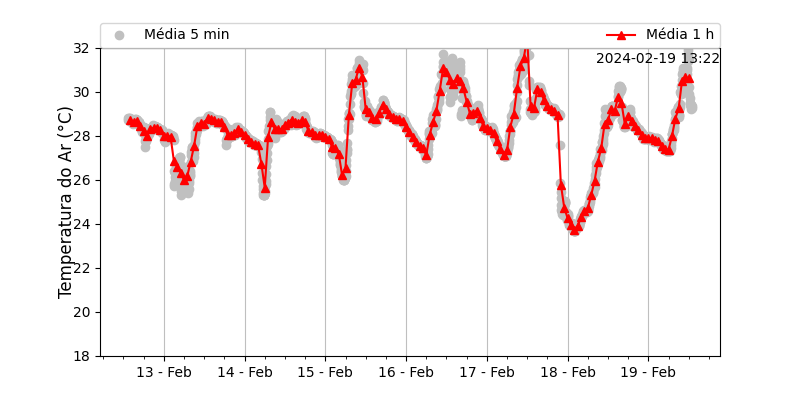 Média 5 min
Média 1 h
2024-02-19 13:22
Temperatura do Ar (°C)
32
30
28
26
24
22
20
18
13 - Feb
14 - Feb
15 - Feb
16 - Feb
17 - Feb
18 - Feb
19 - Feb